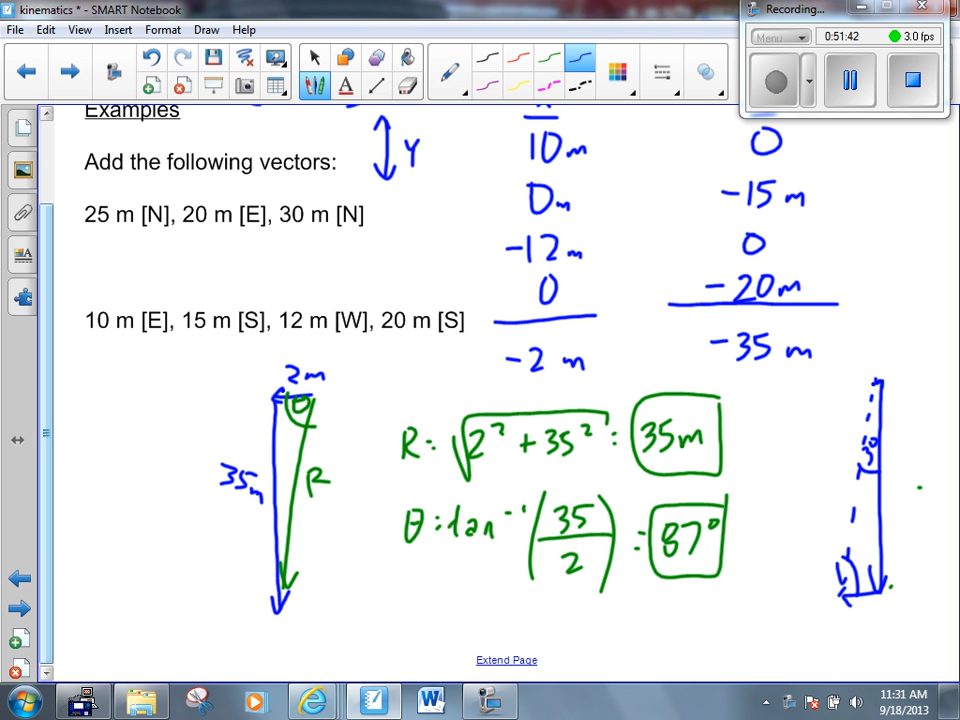 kinematics * - SMART Notebook
File Edit View Insert Format Draw Help
Recording...
Menu
0:51:42
3.0 fps
Examples
Add the following vectors:
25 m [N], 20 m [E], 30 m [N]
10 m [E], 15 m [S], 12 m [W], 20 m [S]
Y
10m
0m
-12m
0
-2 m
0
-15 m
0
-20m
-35 m
2m
35m
θ
R
R = √2² + 35² = 35m
θ = tan⁻¹ (35/2) = 87°
Extend Page
11:31 AM
9/18/2013